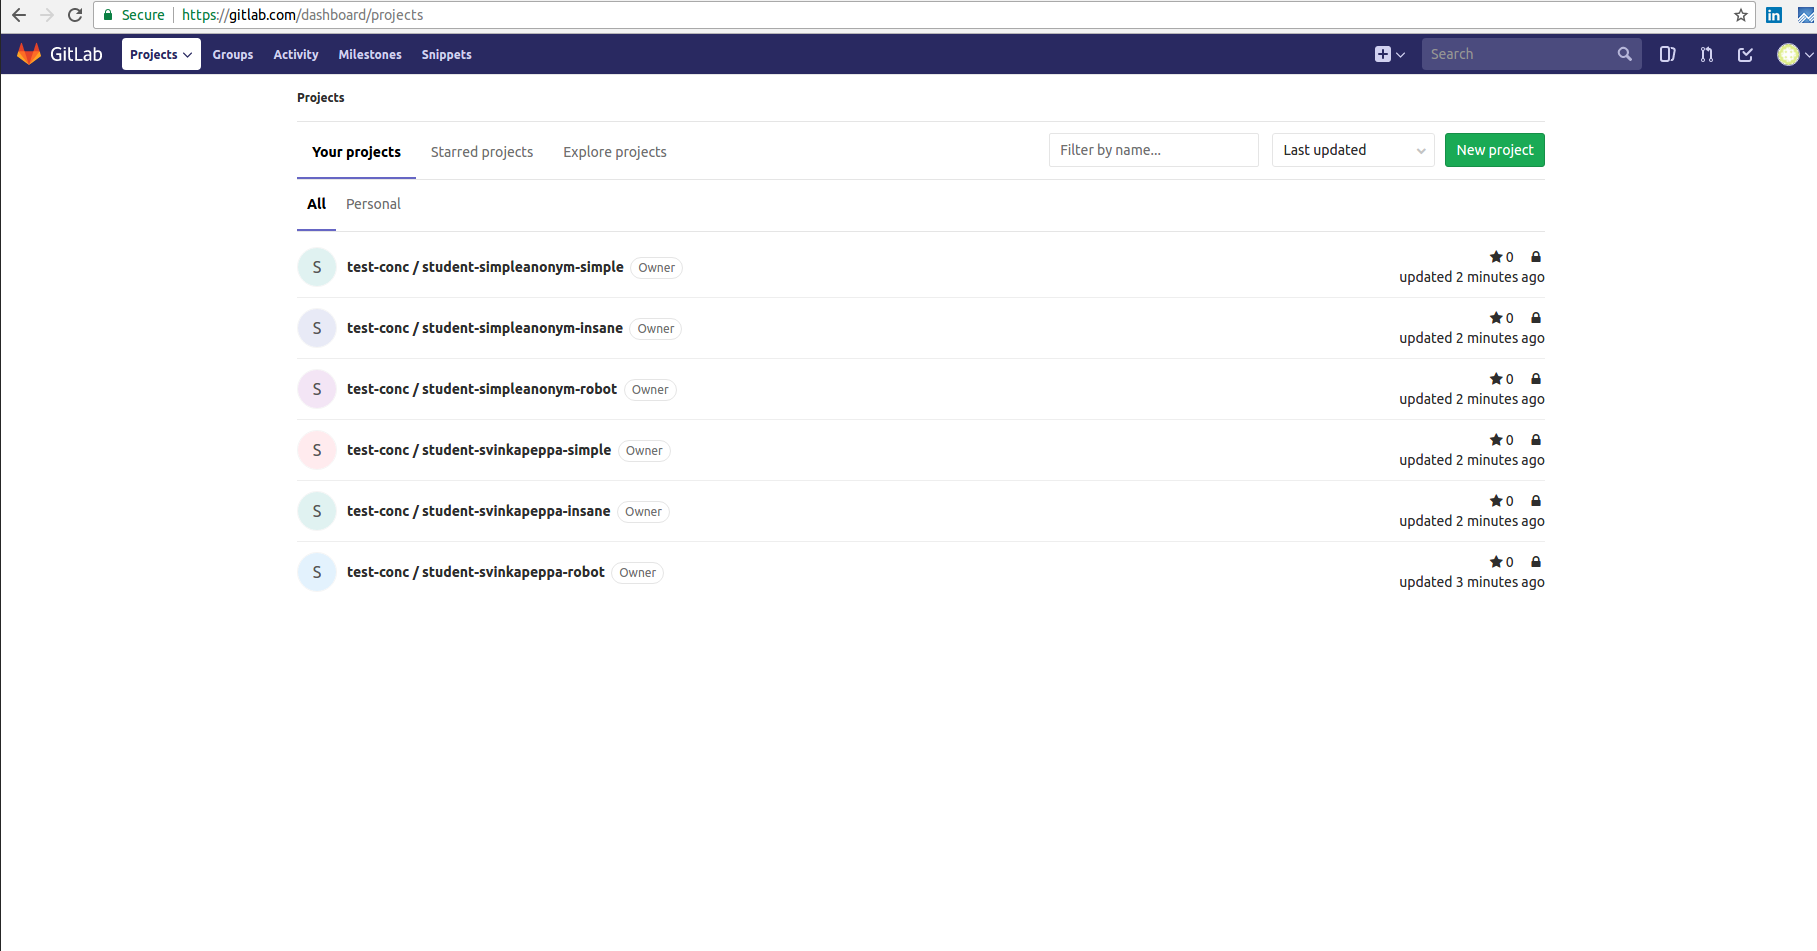 Secure https://gitlab.com/dashboard/projects in
GitLab Projects Groups Activity Milestones Snippets Search
Projects
Your projects Starred projects Explore projects Filter by name... Last updated New project
All Personal
S test-conc / student-simpleanonym-simple Owner 0
updated 2 minutes ago
S test-conc / student-simpleanonym-insane Owner 0
updated 2 minutes ago
S test-conc / student-simpleanonym-robot Owner 0
updated 2 minutes ago
S test-conc / student-svinkapeppa-simple Owner 0
updated 2 minutes ago
S test-conc / student-svinkapeppa-insane Owner 0
updated 2 minutes ago
S test-conc / student-svinkapeppa-robot Owner 0
updated 3 minutes ago